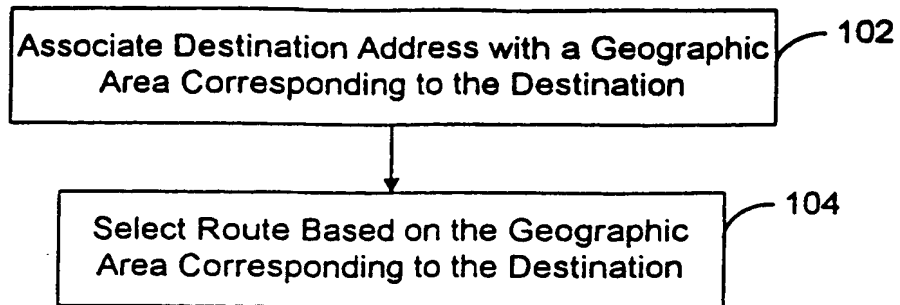 Associate Destination Address with a Geographic
Area Corresponding to the Destination
102
Select Route Based on the Geographic
Area Corresponding to the Destination
104